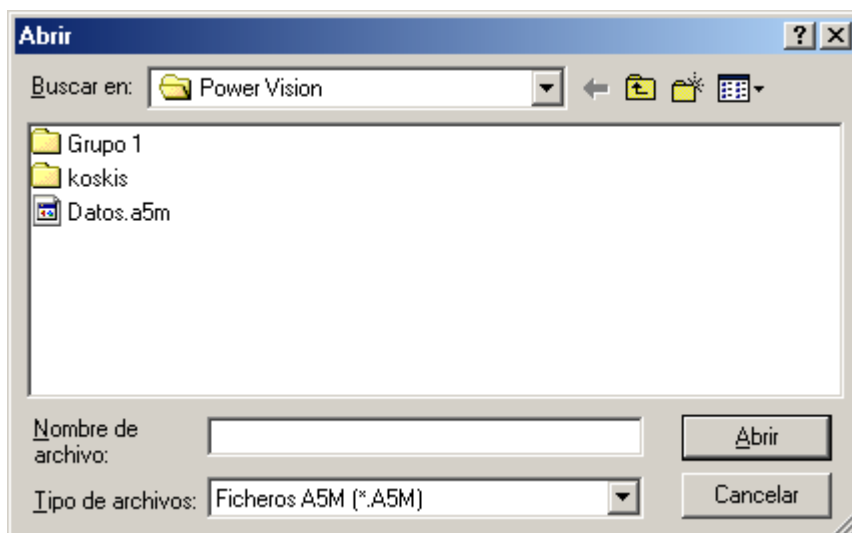 Abrir
Buscar en: Power Vision
Grupo 1
koskis
Datos.a5m
Nombre de
archivo:
Abrir
Tipo de archivos: Ficheros A5M (*.A5M)
Cancelar